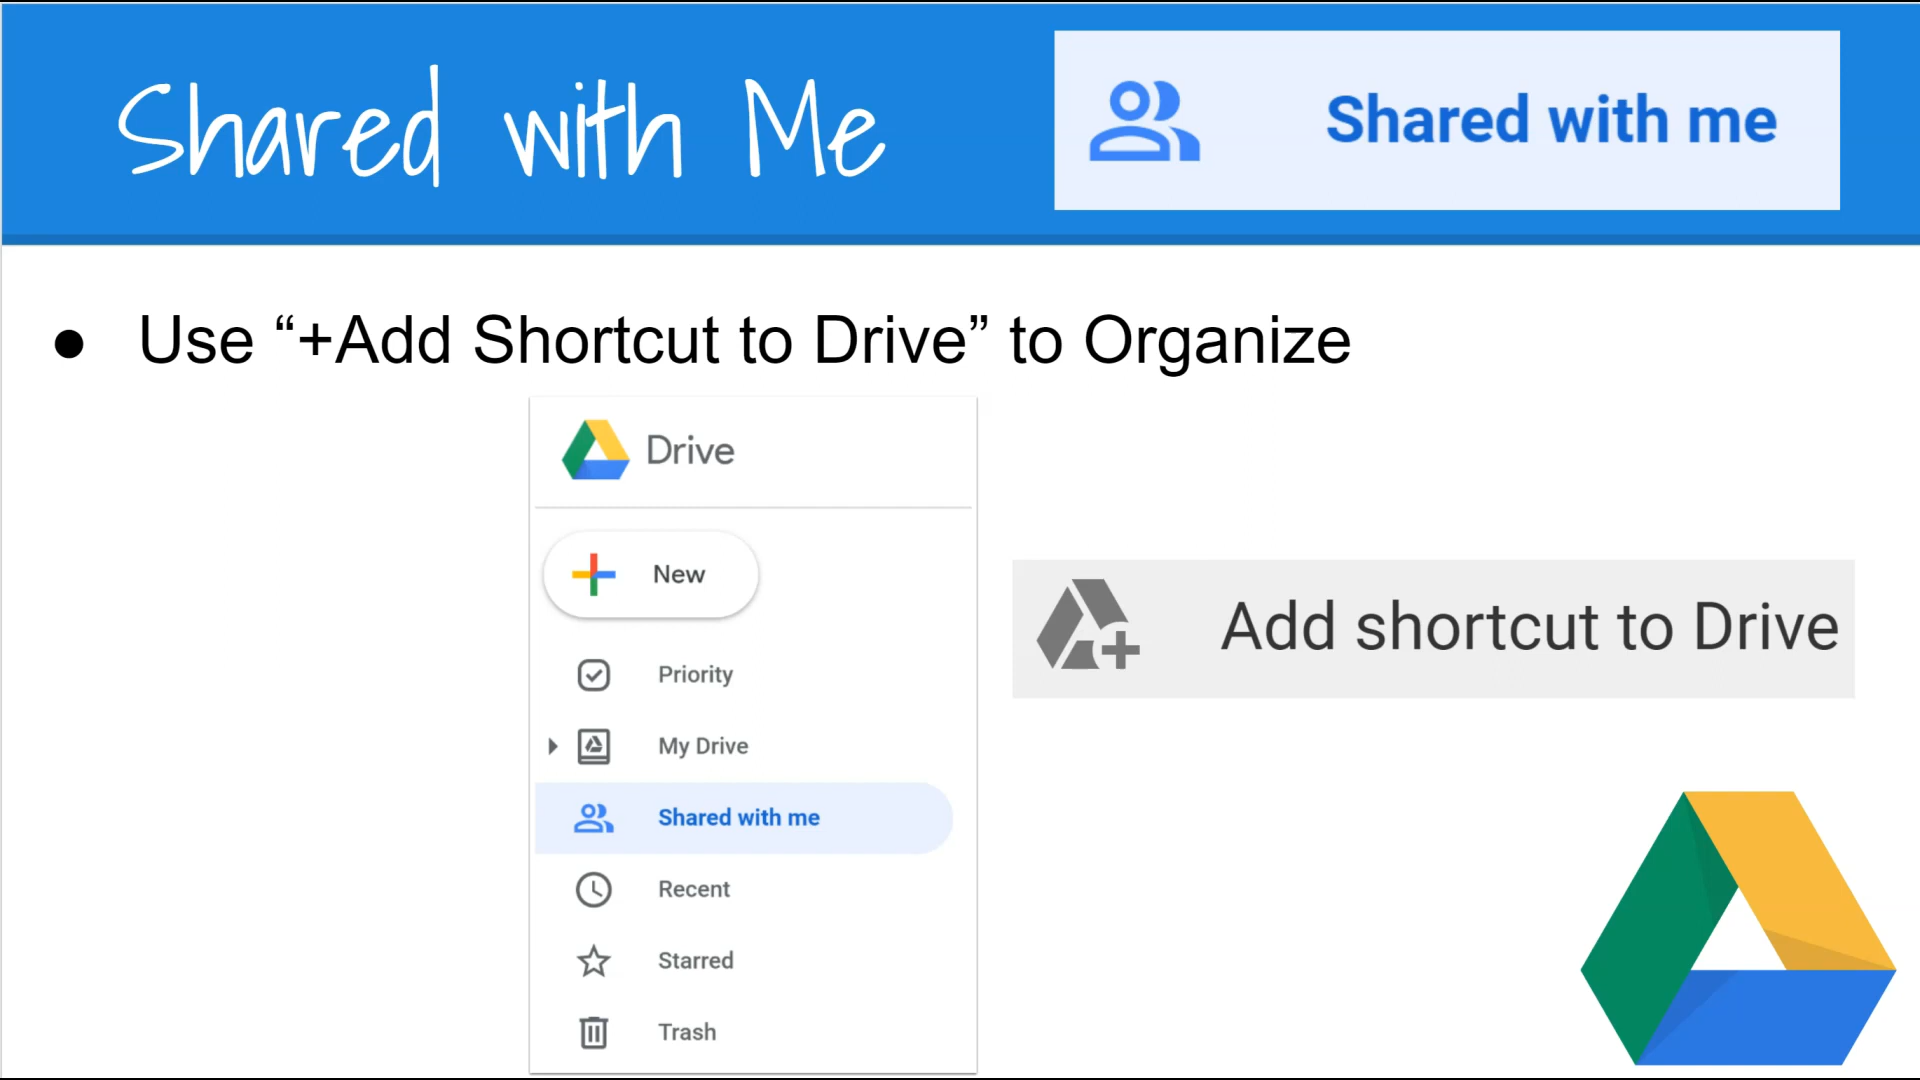 Shared with Me
Shared with me
● Use “+Add Shortcut to Drive” to Organize
Drive
New
Priority
My Drive
Shared with me
Recent
Starred
Trash
Add shortcut to Drive